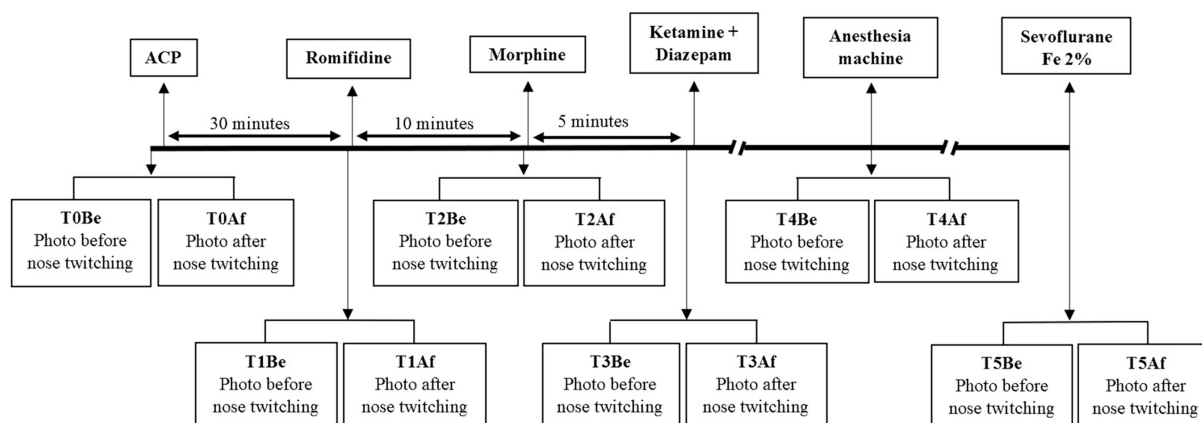 ACP
Romifidine
Morphine
Ketamine +
Diazepam
Anesthesia
machine
Sevoflurane
Fe 2%
30 minutes
10 minutes
5 minutes
T0Be
Photo before
nose twitching
T0Af
Photo after
nose twitching
T2Be
Photo before
nose twitching
T2Af
Photo after
nose twitching
T4Be
Photo before
nose twitching
T4Af
Photo after
nose twitching
T1Be
Photo before
nose twitching
T1Af
Photo after
nose twitching
T3Be
Photo before
nose twitching
T3Af
Photo after
nose twitching
T5Be
Photo before
nose twitching
T5Af
Photo after
nose twitching